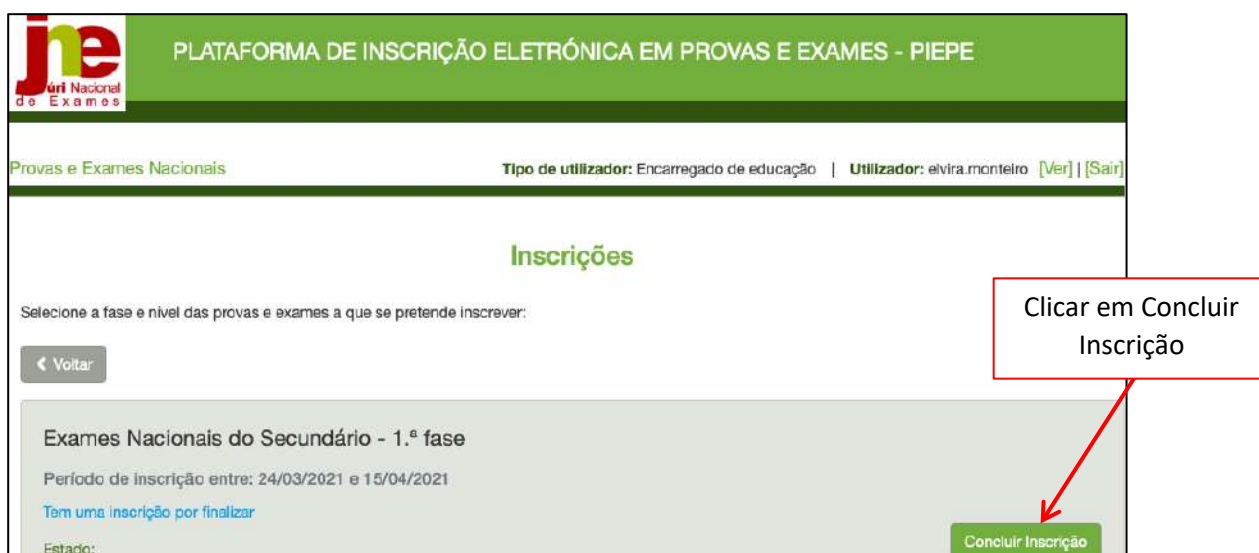 jne
Júri Nacional
de Exames
PLATAFORMA DE INSCRIÇÃO ELETRÓNICA EM PROVAS E EXAMES - PIEPE
Provas e Exames Nacionais
Tipo de utilizador: Encarregado de educação | Utilizador: elvira.monteiro [Ver] | [Sair]
Inscrições
Selecione a fase e nível das provas e exames a que se pretende inscrever:
Clicar em Concluir
Inscrição
Voltar
Exames Nacionais do Secundário - 1.ª fase
Período de inscrição entre: 24/03/2021 e 15/04/2021
Tem uma inscrição por finalizar
Estado:
Concluir Inscrição